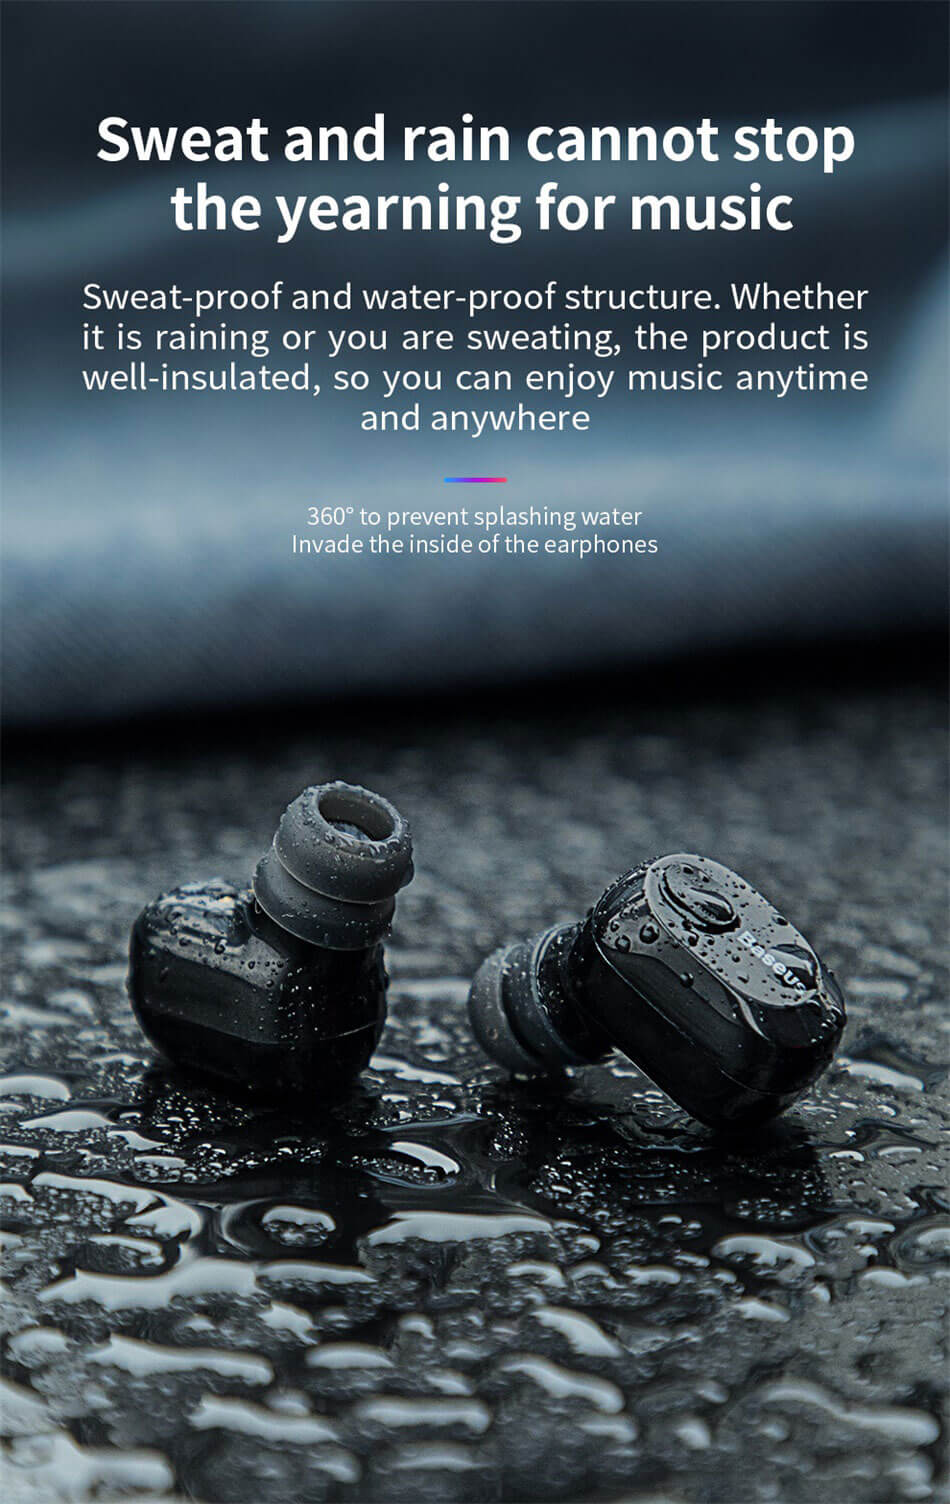 Sweat and rain cannot stop
the yearning for music
Sweat-proof and water-proof structure. Whether
it is raining or you are sweating, the product is
well-insulated, so you can enjoy music anytime
and anywhere
360° to prevent splashing water
Invade the inside of the earphones
Baseus